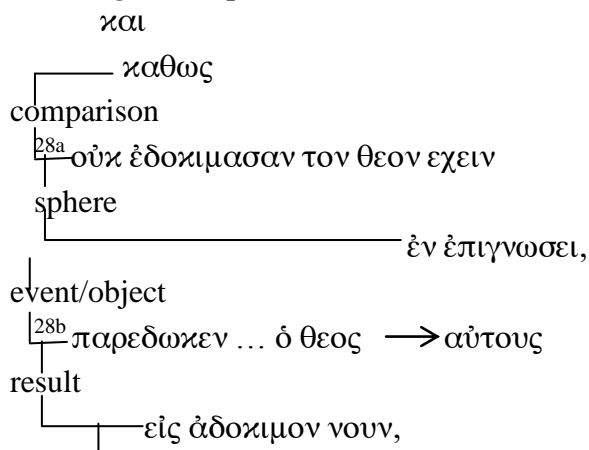 και
καθως
comparison
28a οὐκ ἐδοκιμασαν τον θεον εχειν
sphere
ἐν ἐπιγνωσει,
event/object
28b παρεδωκεν … ὁ θεος → αὐτους
result
εἰς ἀδοκιμον νουν,